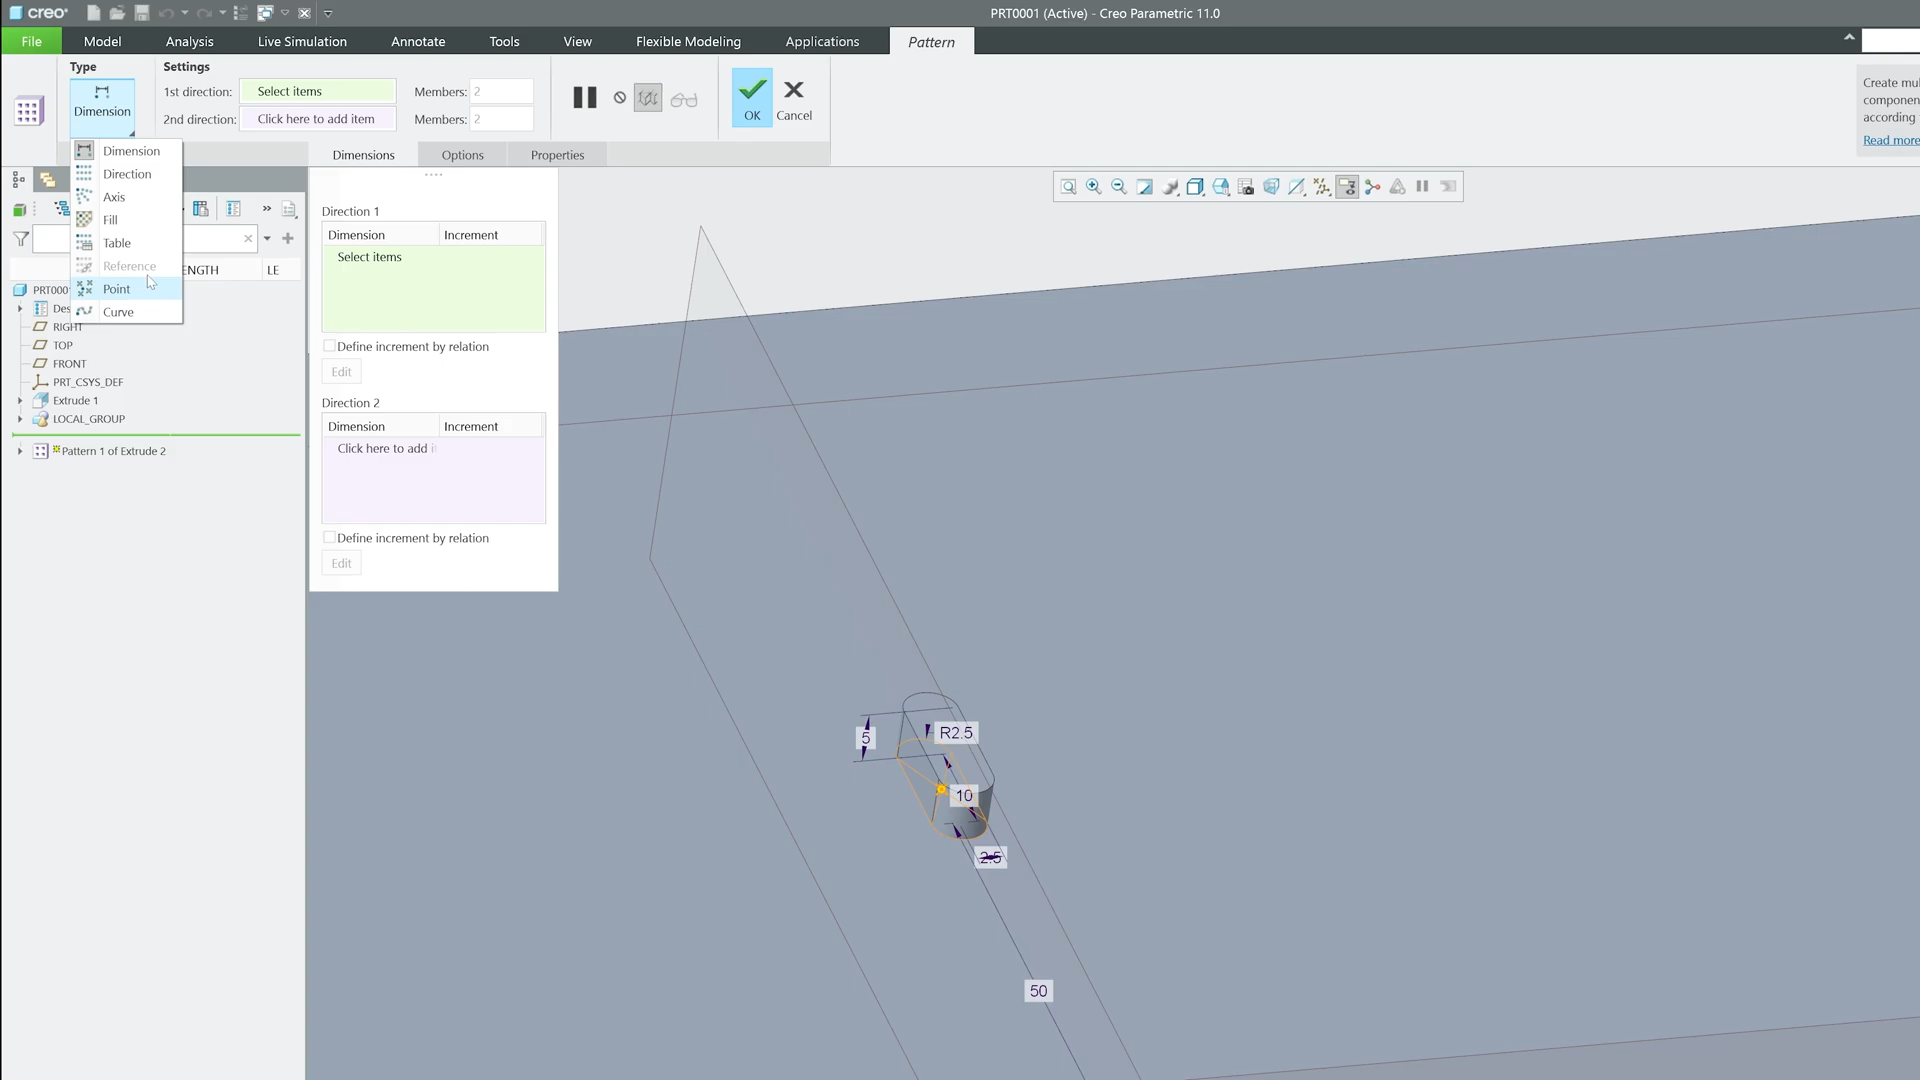 creo
PRT0001 (Active) - Creo Parametric 11.0
File
Model
Analysis
Live Simulation
Annotate
Tools
View
Flexible Modeling
Applications
Pattern
Type
Settings
Dimension
1st direction:
Select items
Members: 2
2nd direction:
Click here to add item
Members: 2
OK
Cancel
Create mul
component
according
Read more
Dimensions
Options
Properties
Dimension
Direction
Axis
Fill
Table
Reference
Point
Curve
ENGTH
LE
PRT000
Des
RIGHT
TOP
FRONT
PRT_CSYS_DEF
Extrude 1
LOCAL_GROUP
Pattern 1 of Extrude 2
Direction 1
Dimension
Increment
Select items
Define increment by relation
Edit
Direction 2
Dimension
Increment
Click here to add it
Define increment by relation
Edit
5
R2.5
10
2.5
50